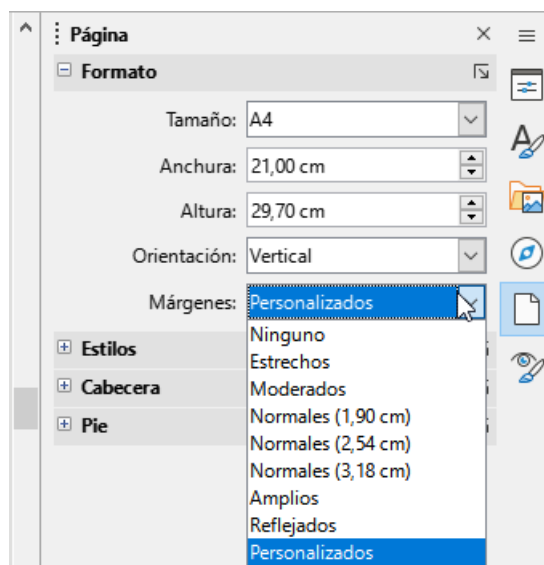 Página
Formato
Tamaño: A4
Anchura: 21,00 cm
Altura: 29,70 cm
Orientación: Vertical
Márgenes: Personalizados
Ninguno
Estilos
Estrechos
Cabecera
Moderados
Pie
Normales (1,90 cm)
Normales (2,54 cm)
Normales (3,18 cm)
Amplios
Reflejados
Personalizados